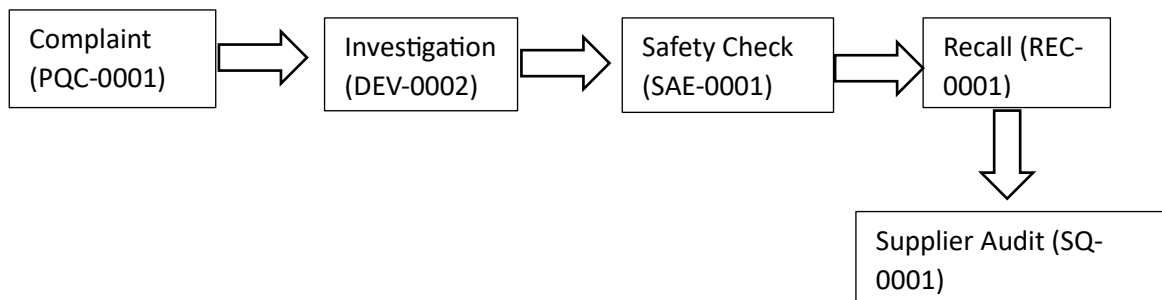 Complaint
(PQC-0001)
Investigation
(DEV-0002)
Safety Check
(SAE-0001)
Recall (REC-
0001)
Supplier Audit (SQ-
0001)